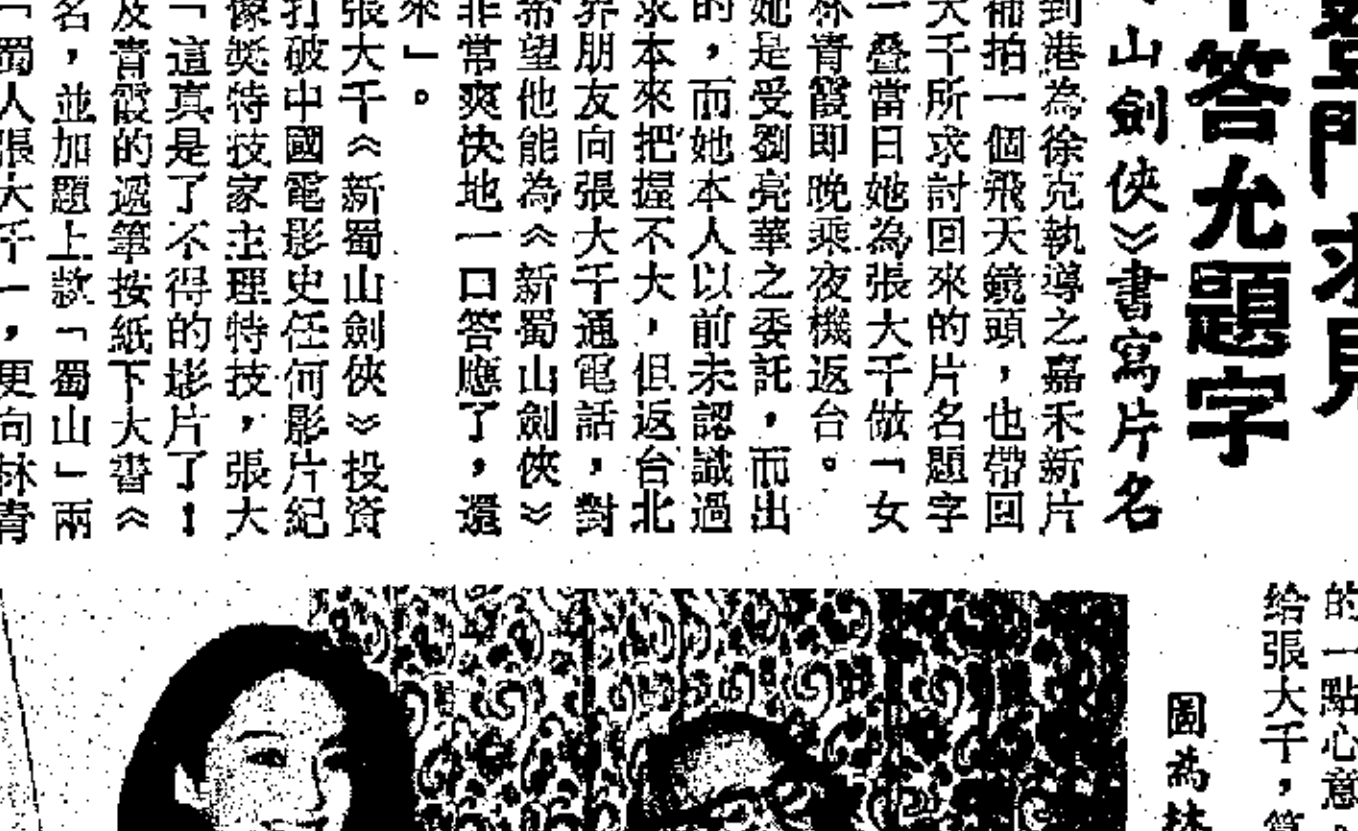 登門求見
千答允題字
山劍俠》書寫片名
到港為徐克執導之嘉禾新片
補拍一個飛天鏡頭,也帶回
大千所求討回來的片名題字
一叠當日她為張大千做「女
林青霞即晚乘夜機返台。
她是受劉亮華之委託,而出
的,而她本人以前未認識過
求本來把握不大,但返台北
界朋友向張大千通電話,對
希望他能為《新蜀山劍俠》
非常爽快地一口答應了,還
來」。
張大千《新蜀山劍俠》投資
打破中國電影史任何影片紀
像奬特技家主理特技,張大
「這真是了不得的影片了!
及青霞的遞筆按紙下大書《
名,並加題上款「蜀山」兩
「蜀人張大千一,更向林青
的一點心意
給張大千,
圖為林